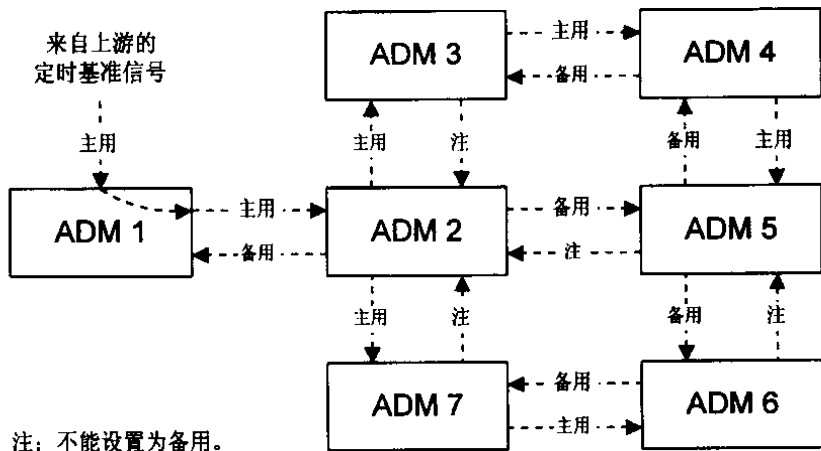 来自上游的
定时基准信号
主用
ADM 3
主用
ADM 4
备用
主用
注
备用
主用
ADM 1
主用
ADM 2
备用
ADM 5
备用
注
主用
注
备用
注
ADM 7
备用
ADM 6
主用
注：不能设置为备用。